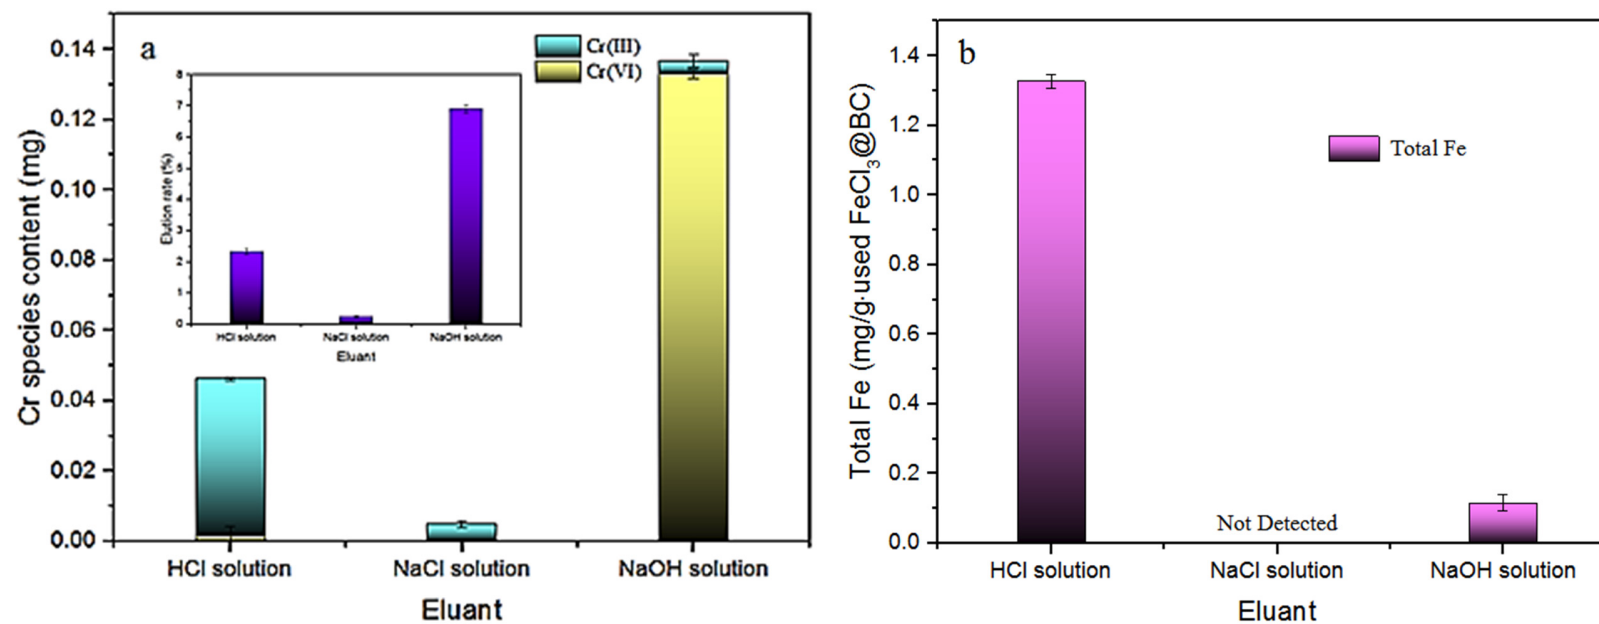 a
Cr(III)
Cr(VI)
0.14
0.12
0.10
0.08
0.06
0.04
0.02
0.00
Cr species content (mg)
8
7
6
5
4
3
2
1
0
Elution rate (%)
HCl solution NaCl solution NaOH solution
Eluant
HCl solution NaCl solution NaOH solution
Eluant
b
Total Fe
1.4
1.2
1.0
0.8
0.6
0.4
0.2
0.0
Total Fe (mg/g·used FeCl₃@BC)
Not Detected
HCl solution NaCl solution NaOH solution
Eluant